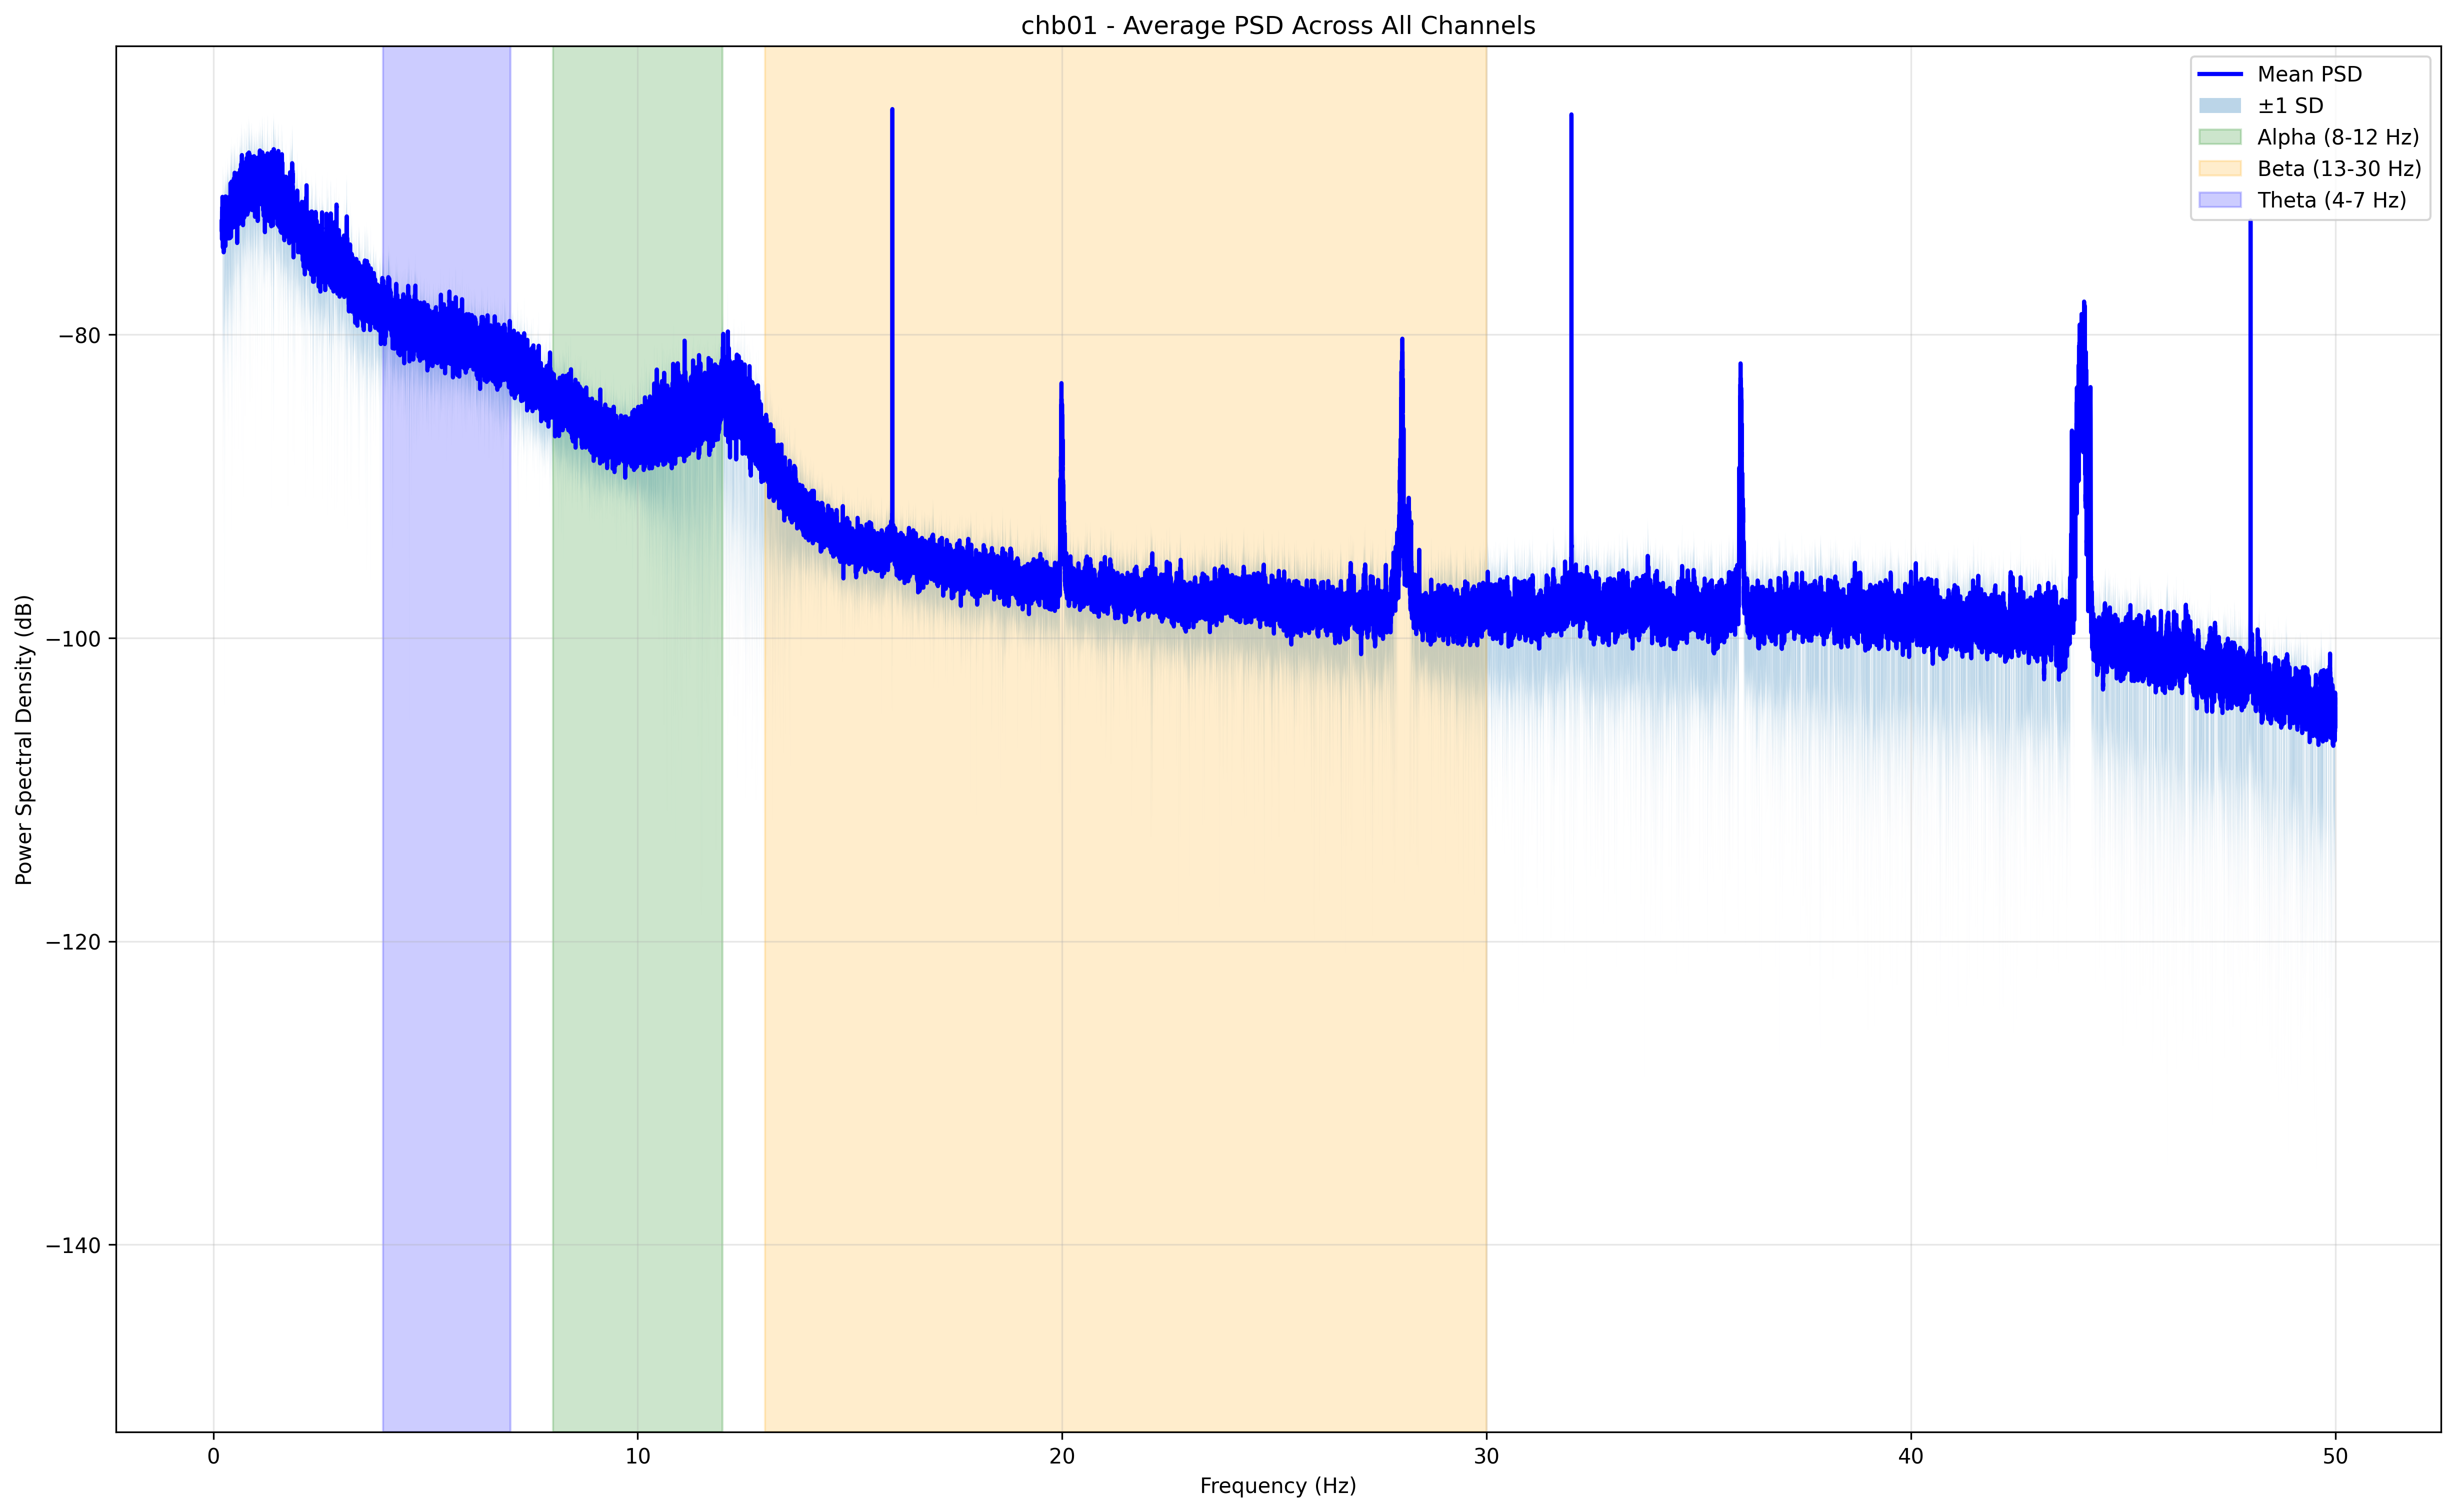 chb01 - Average PSD Across All Channels
Mean PSD
±1 SD
Alpha (8-12 Hz)
Beta (13-30 Hz)
Theta (4-7 Hz)
Power Spectral Density (dB)
−80
−100
−120
−140
0 10 20 30 40 50
Frequency (Hz)